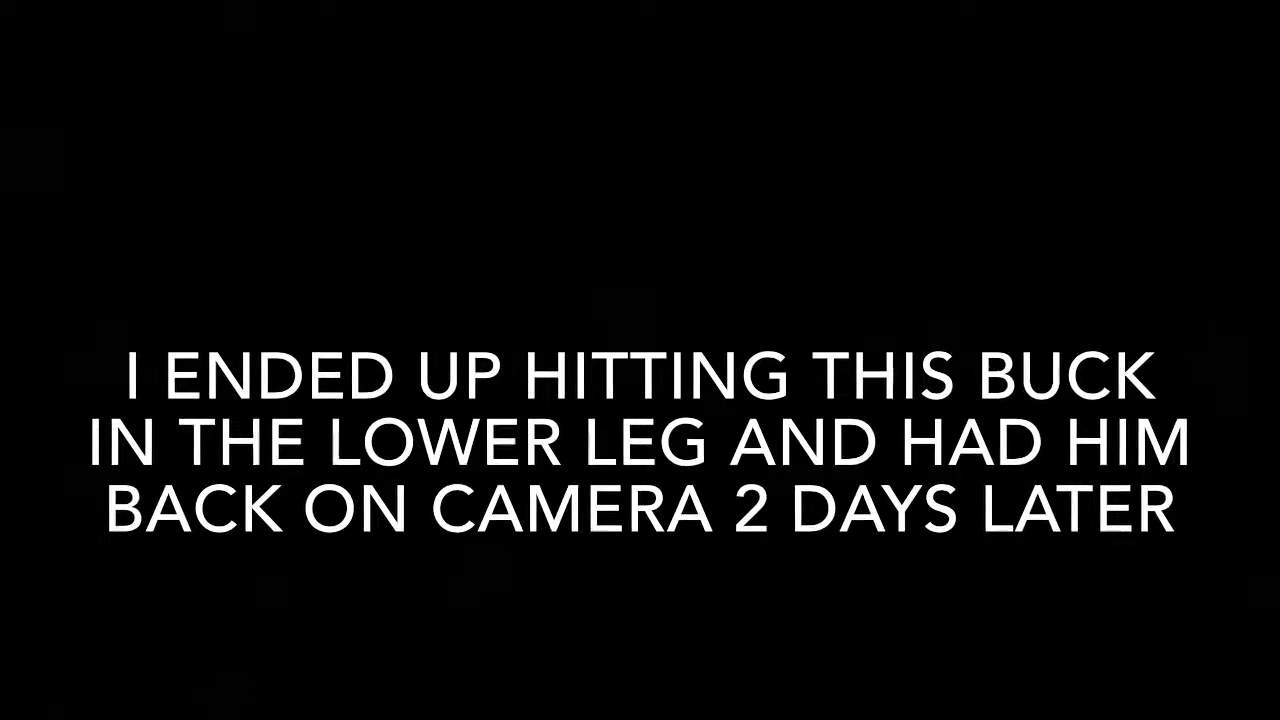 I ENDED UP HITTING THIS BUCK
IN THE LOWER LEG AND HAD HIM
BACK ON CAMERA 2 DAYS LATER